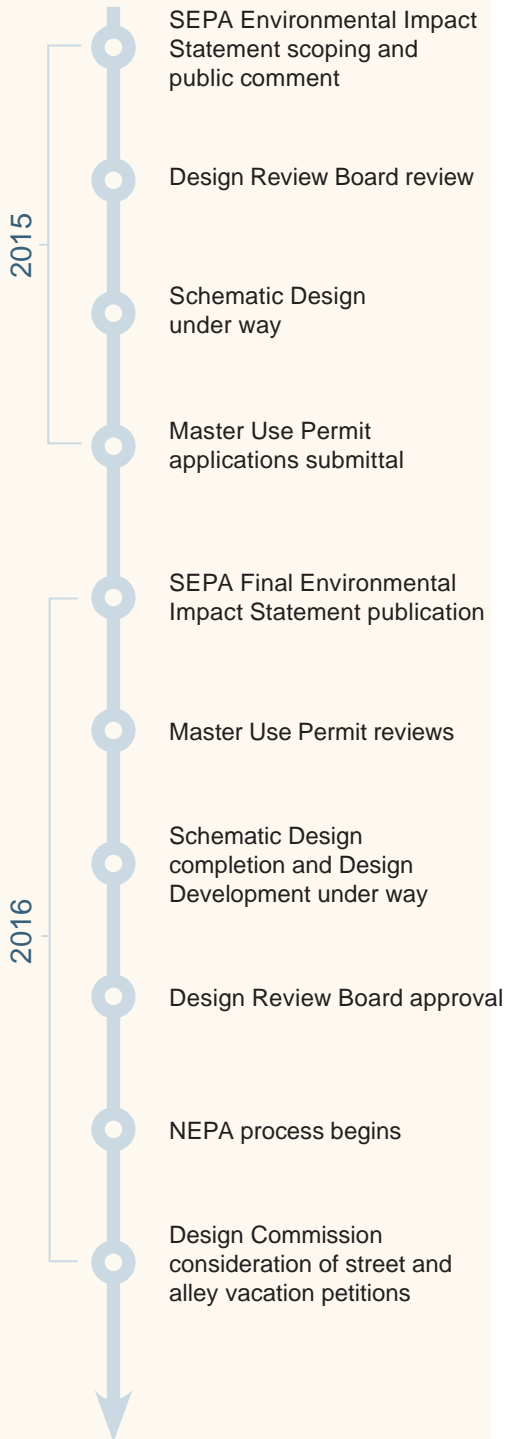 SEPA Environmental Impact
Statement scoping and
public comment
Design Review Board review
2015
Schematic Design
under way
Master Use Permit
applications submittal
SEPA Final Environmental
Impact Statement publication
Master Use Permit reviews
Schematic Design
completion and Design
Development under way
2016
Design Review Board approval
NEPA process begins
Design Commission
consideration of street and
alley vacation petitions